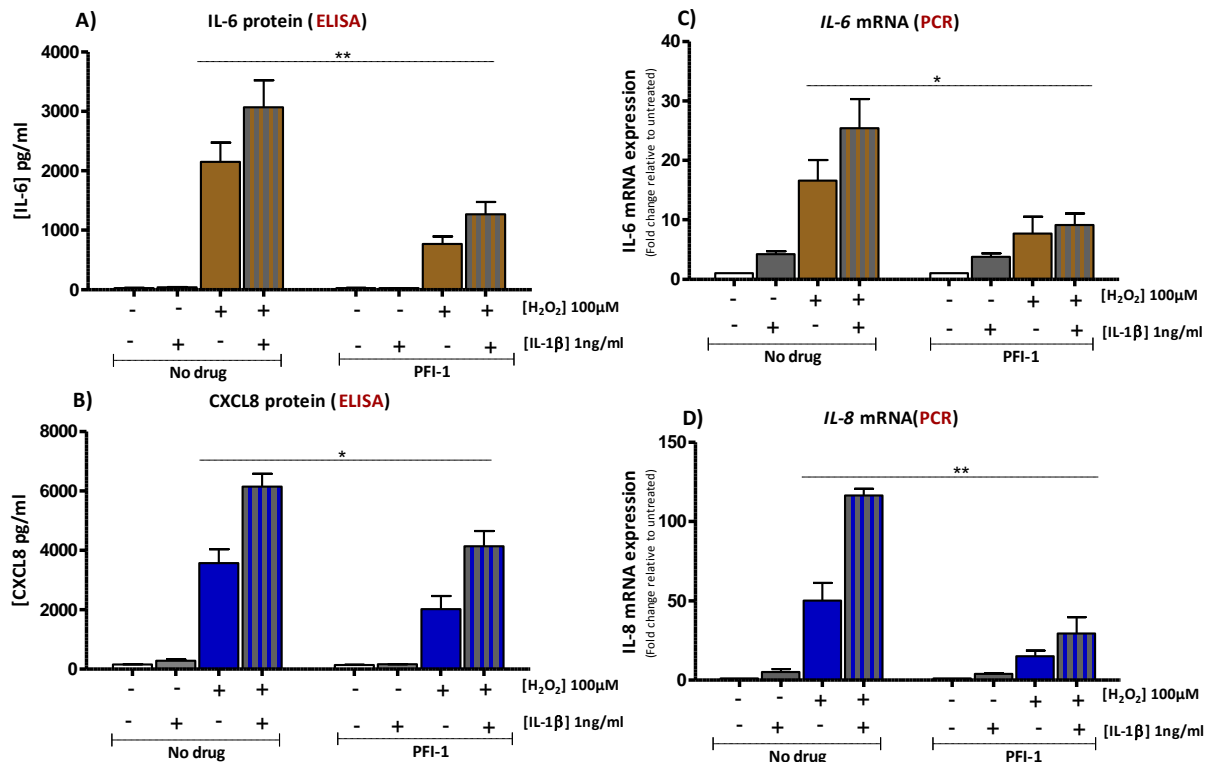 A) IL-6 protein (ELISA)
[IL-6] pg/ml
4000
3000
2000
1000
0
**
- - + + - - + + [H₂O₂] 100µM
- + - + - + - + [IL-1β] 1ng/ml
No drug PFI-1
C) IL-6 mRNA (PCR)
IL-6 mRNA expression
(Fold change relative to untreated)
40
30
20
10
0
*
- - + + - - + + [H₂O₂] 100µM
- + - + - + - + [IL-1β] 1ng/ml
No drug PFI-1
B) CXCL8 protein (ELISA)
[CXCL8 pg/ml
8000
6000
4000
2000
0
*
- - + + - - + + [H₂O₂] 100µM
- + - + - + - + [IL-1β] 1ng/ml
No drug PFI-1
D) IL-8 mRNA(PCR)
IL-8 mRNA expression
(Fold change relative to untreated)
150
100
50
0
**
- - + + - - + + [H₂O₂] 100µM
- + - + - + - + [IL-1β] 1ng/ml
No drug PFI-1